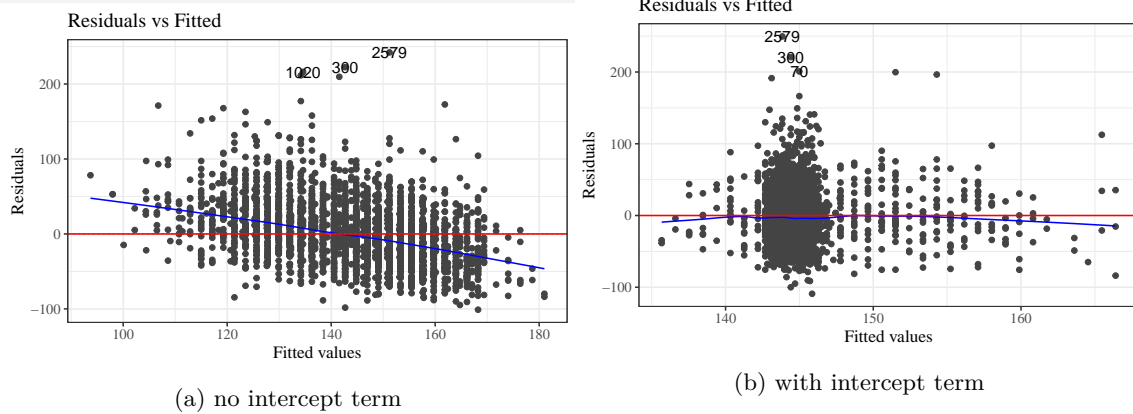 Residuals vs Fitted
2579
300
1020
200
100
0
−100
Residuals
100
120
140
160
180
Fitted values
(a) no intercept term
Residuals vs Fitted
2579
300
70
250
200
100
0
−100
Residuals
140
150
160
Fitted values
(b) with intercept term